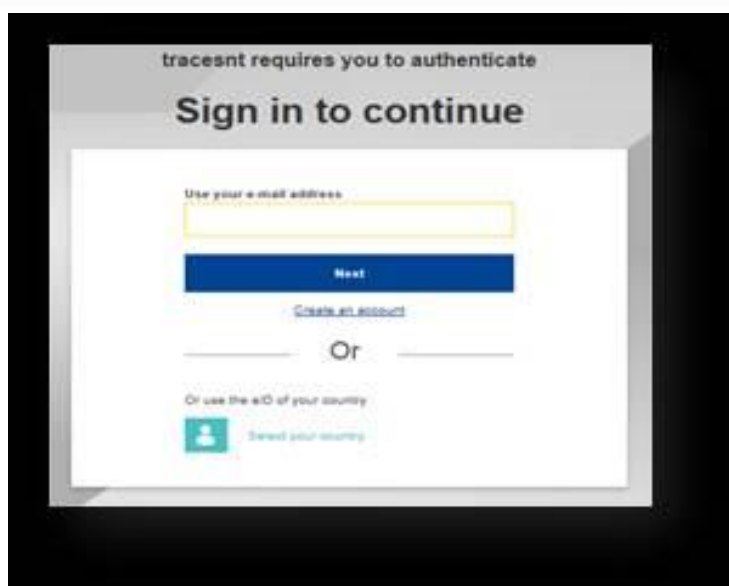 tracesnt requires you to authenticate
Sign in to continue
Use your e-mail address
Next
Create an account
Or
Or use the eID of your country
Select your country